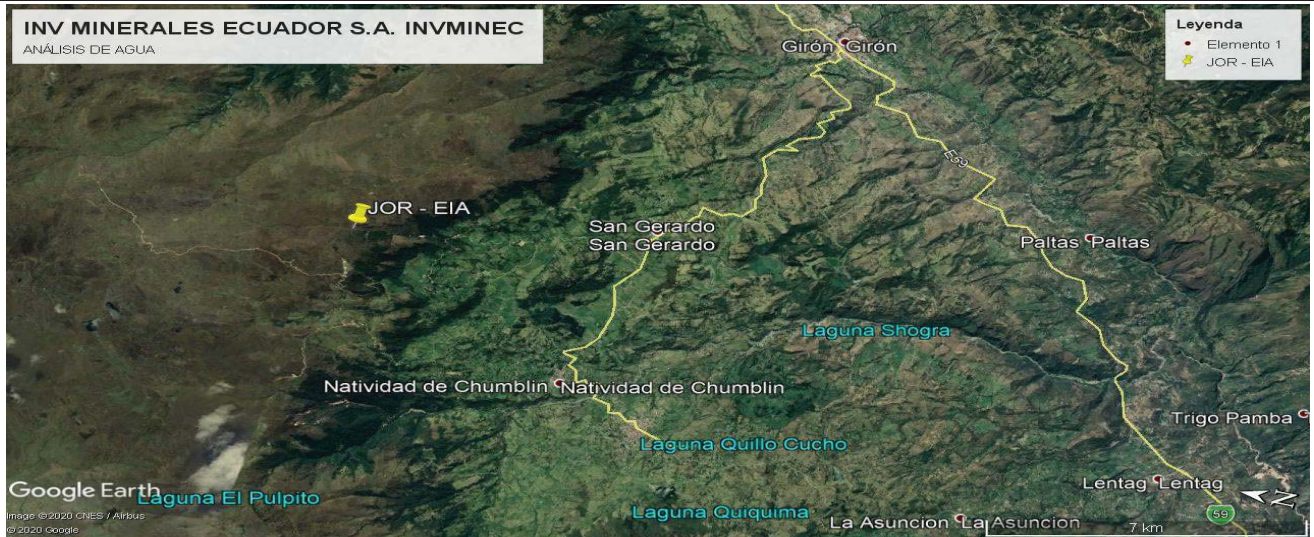 INV MINERALES ECUADOR S.A. INVMINEC
ANÁLISIS DE AGUA
Leyenda
Elemento 1
JOR - EIA
Girón Girón
E59
JOR - EIA
San Gerardo
San Gerardo
Paltas Paltas
Laguna Shogra
Natividad de Chumblin Natividad de Chumblin
Trigo Pamba
Laguna Quillo Cucho
Lentag Lentag
Google Earth
Laguna El Pulpito
Laguna Quiquima
59
N
La Asuncion La Asuncion
7 km
Image © 2020 CNES / Airbus
© 2020 Google